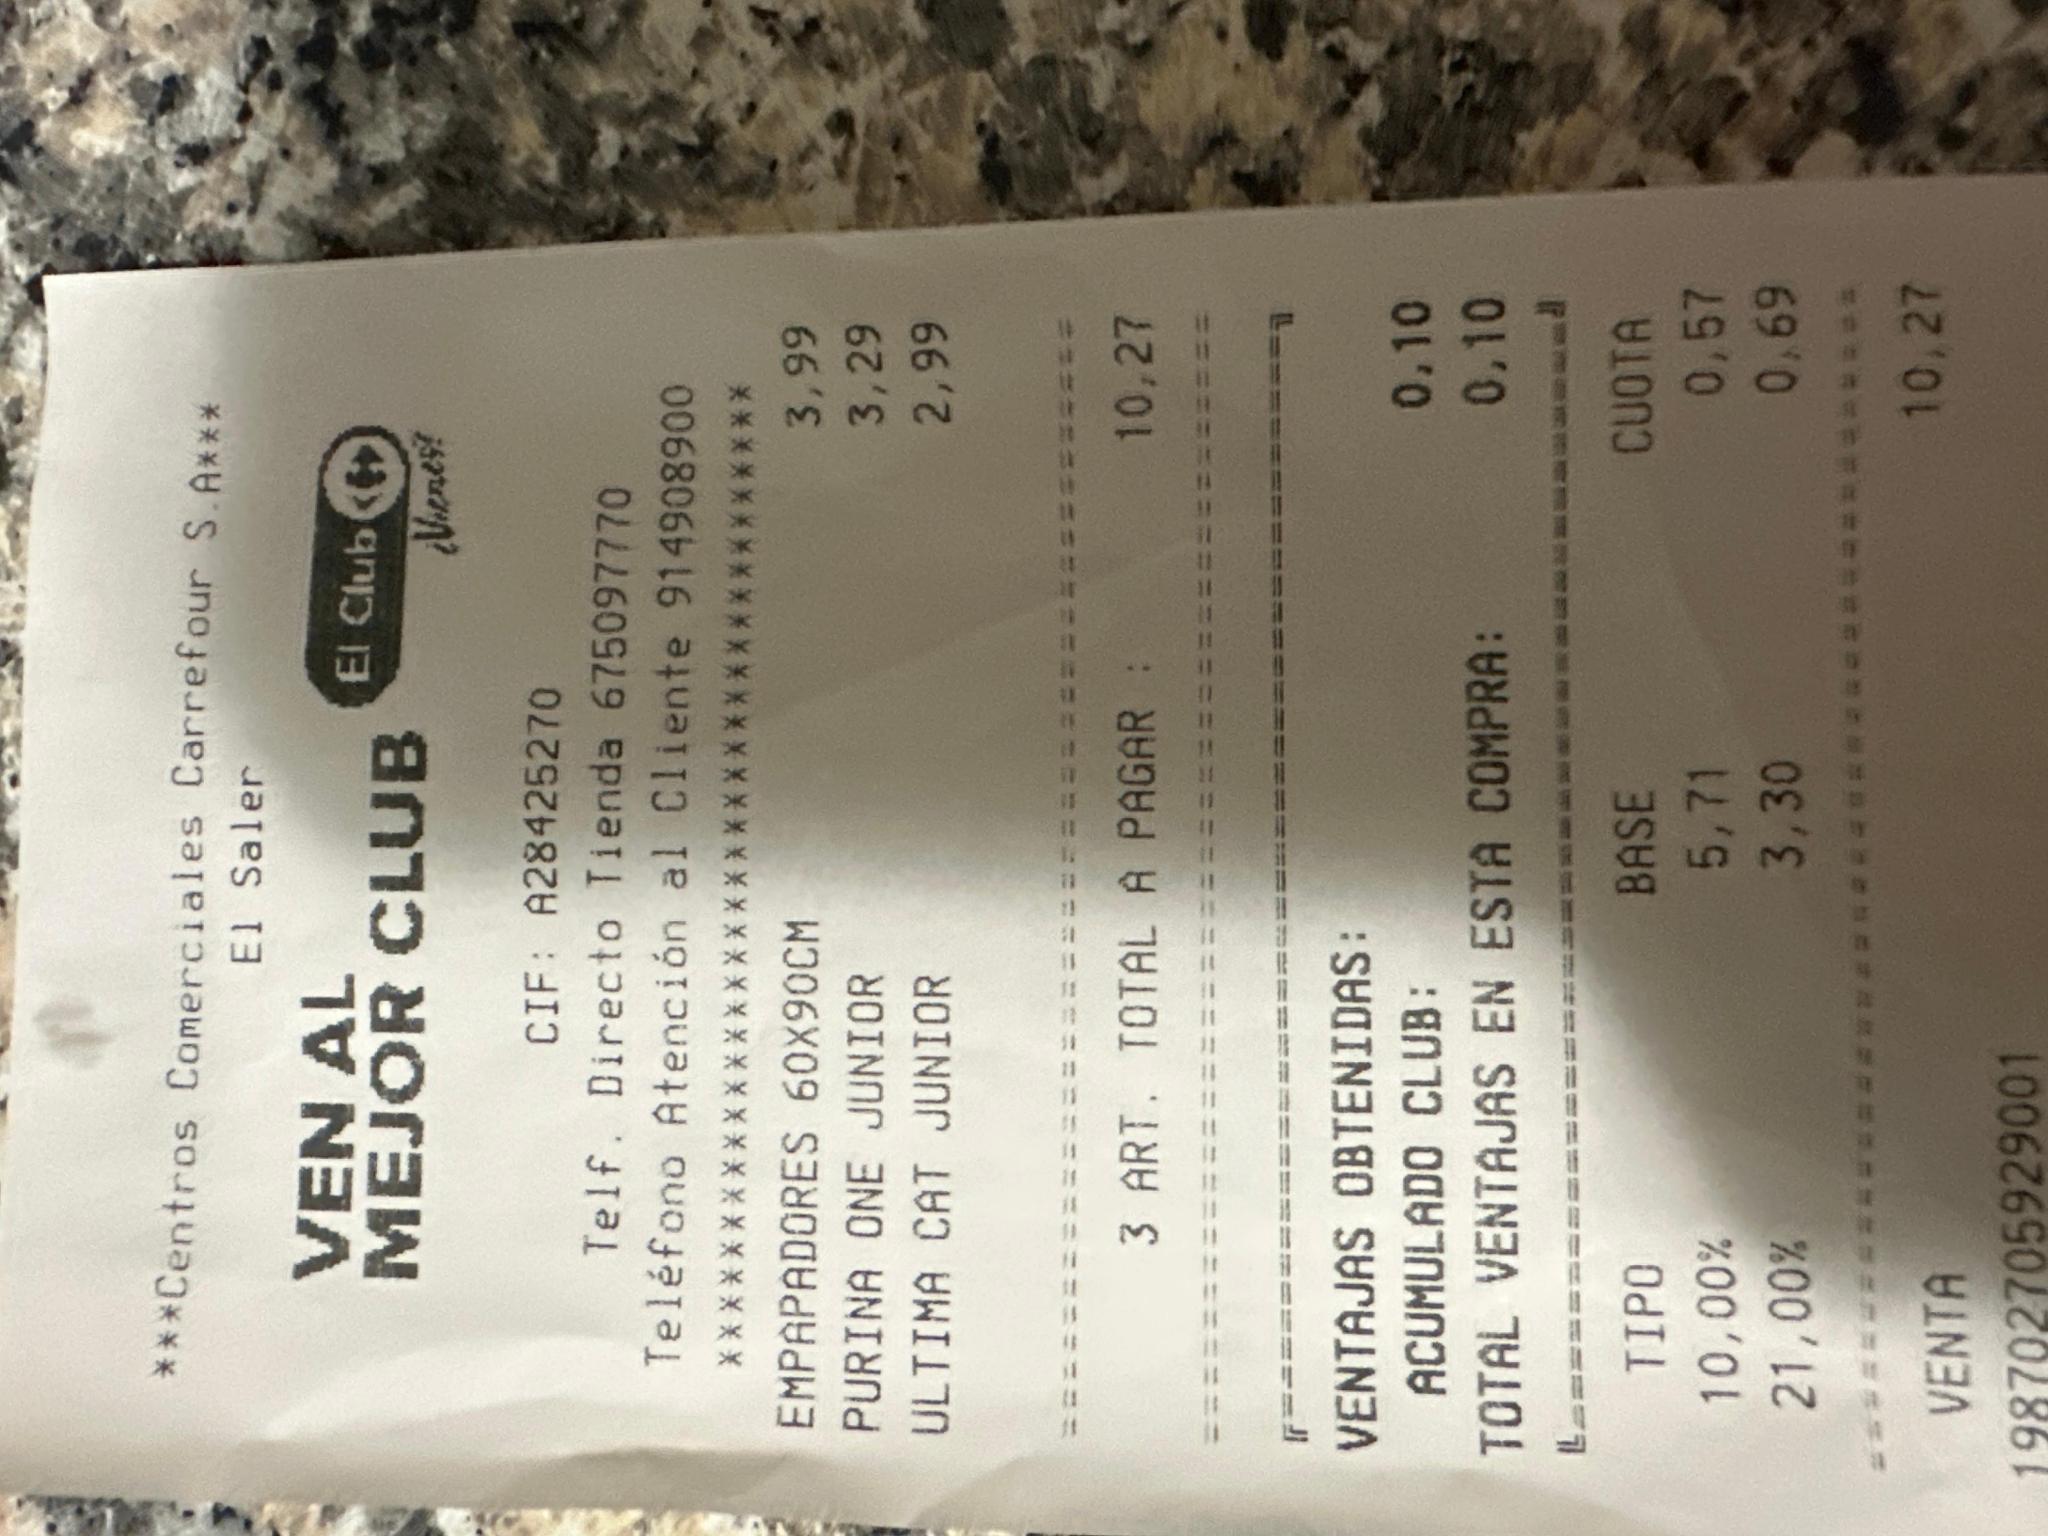 ***Centros Comerciales Carrefour S.A***
El Saler
VEN AL
MEJOR CLUB El Club
¿Vienes?
CIF: A28425270
Telf. Directo Tienda 675097770
Teléfono Atención al Cliente 914908900
****************************************
EMPAPADORES 60X90CM 3,99
PURINA ONE JUNIOR 3,29
ULTIMA CAT JUNIOR 2,99
========================================
3 ART. TOTAL A PAGAR : 10,27
========================================
VENTAJAS OBTENIDAS:
ACUMULADO CLUB: 0,10
TOTAL VENTAJAS EN ESTA COMPRA: 0,10
TIPO BASE CUOTA
10,00% 5,71 0,57
21,00% 3,30 0,69
========================================
VENTA 10,27
198702705929001